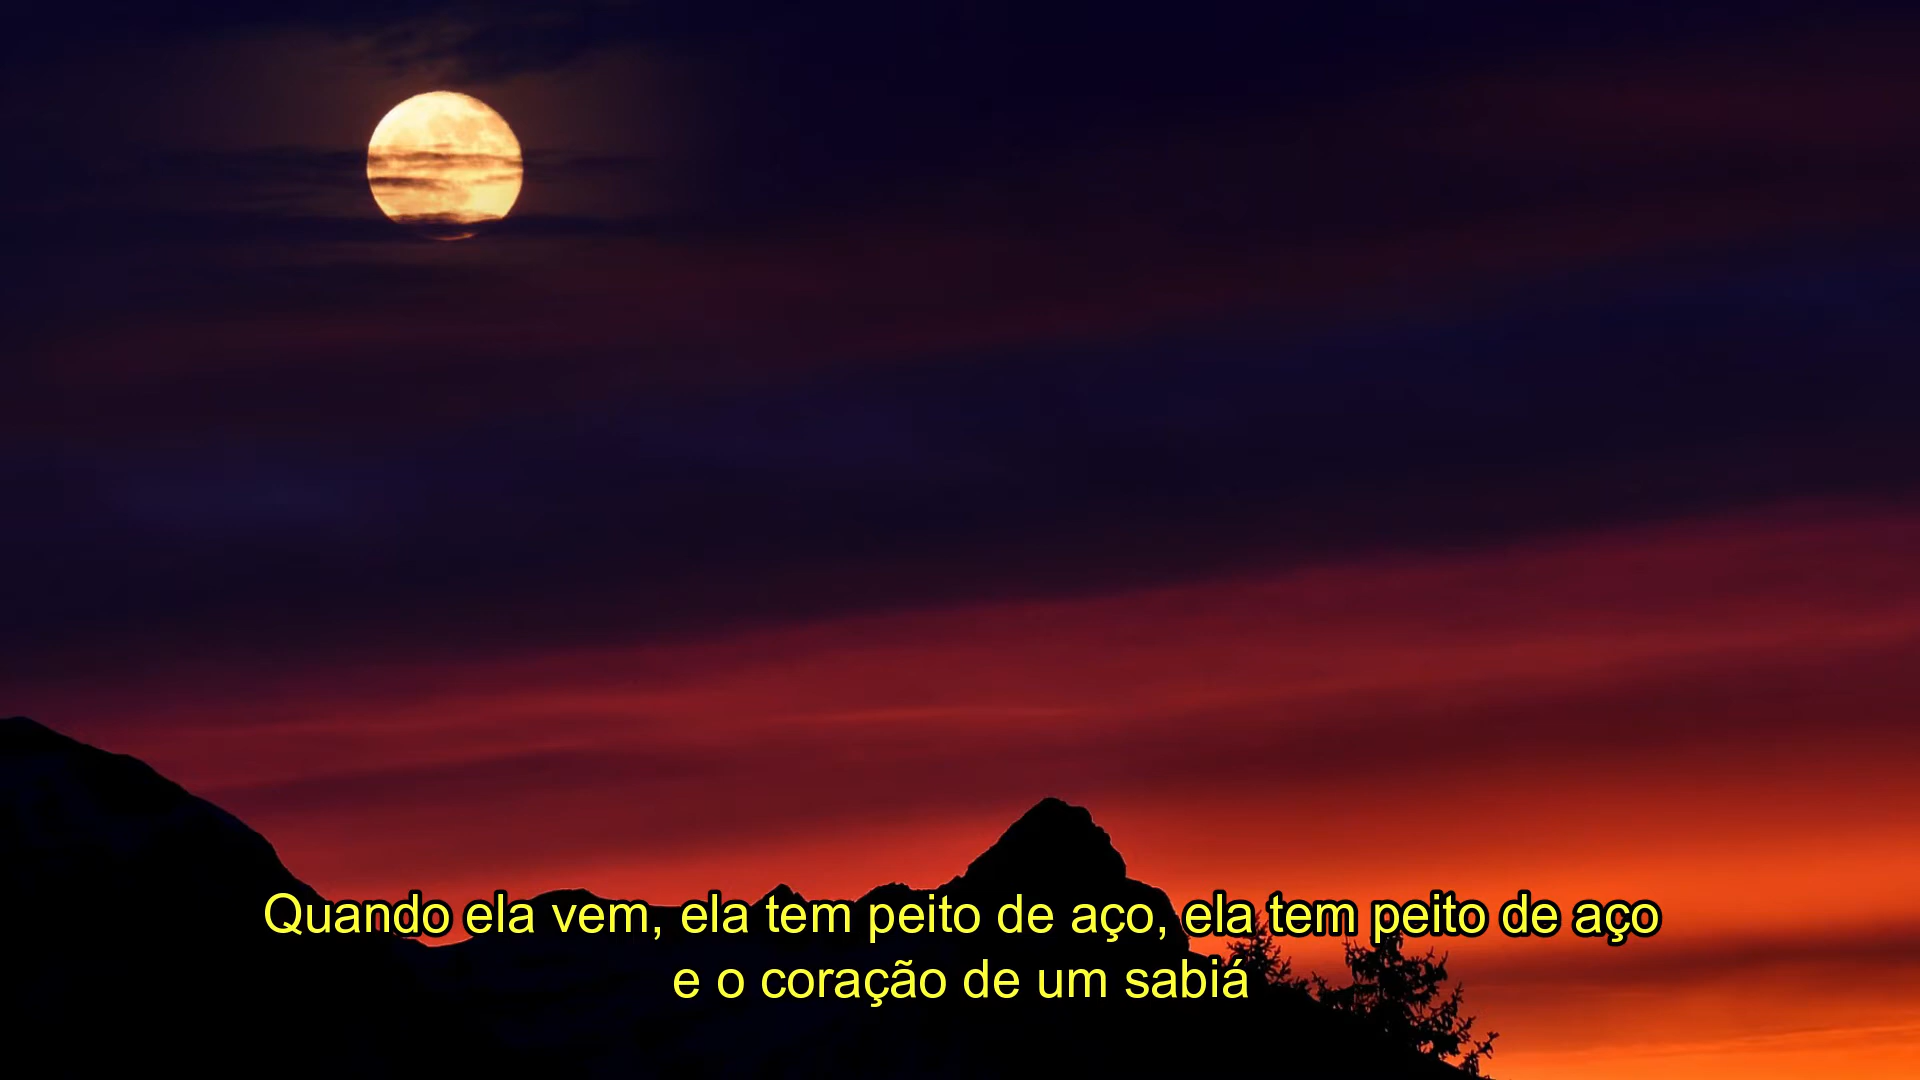 Quando ela vem, ela tem peito de aço, ela tem peito de aço
e o coração de um sabiá